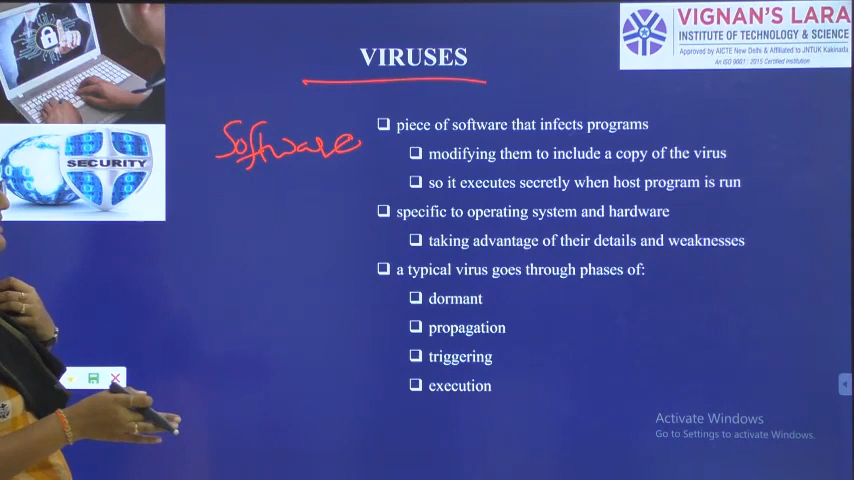 VIRUSES
VIGNAN'S LARA
INSTITUTE OF TECHNOLOGY & SCIENCE
Approved by AICTE New Delhi & Affiliated to JNTUK Kakinada
An ISO 9001 : 2015 Certified Institution
SECURITY
Software
❑ piece of software that infects programs
❑ modifying them to include a copy of the virus
❑ so it executes secretly when host program is run
❑ specific to operating system and hardware
❑ taking advantage of their details and weaknesses
❑ a typical virus goes through phases of:
❑ dormant
❑ propagation
❑ triggering
❑ execution
Activate Windows
Go to Settings to activate Windows.